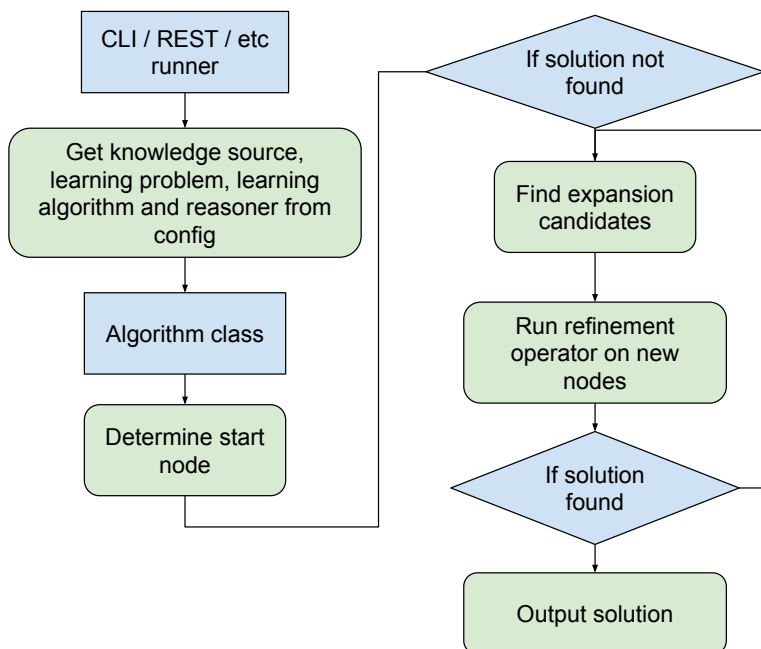 CLI / REST / etc
runner
Get knowledge source,
learning problem, learning
algorithm and reasoner from
config
Algorithm class
Determine start
node
If solution not
found
Find expansion
candidates
Run refinement
operator on new
nodes
If solution
found
Output solution